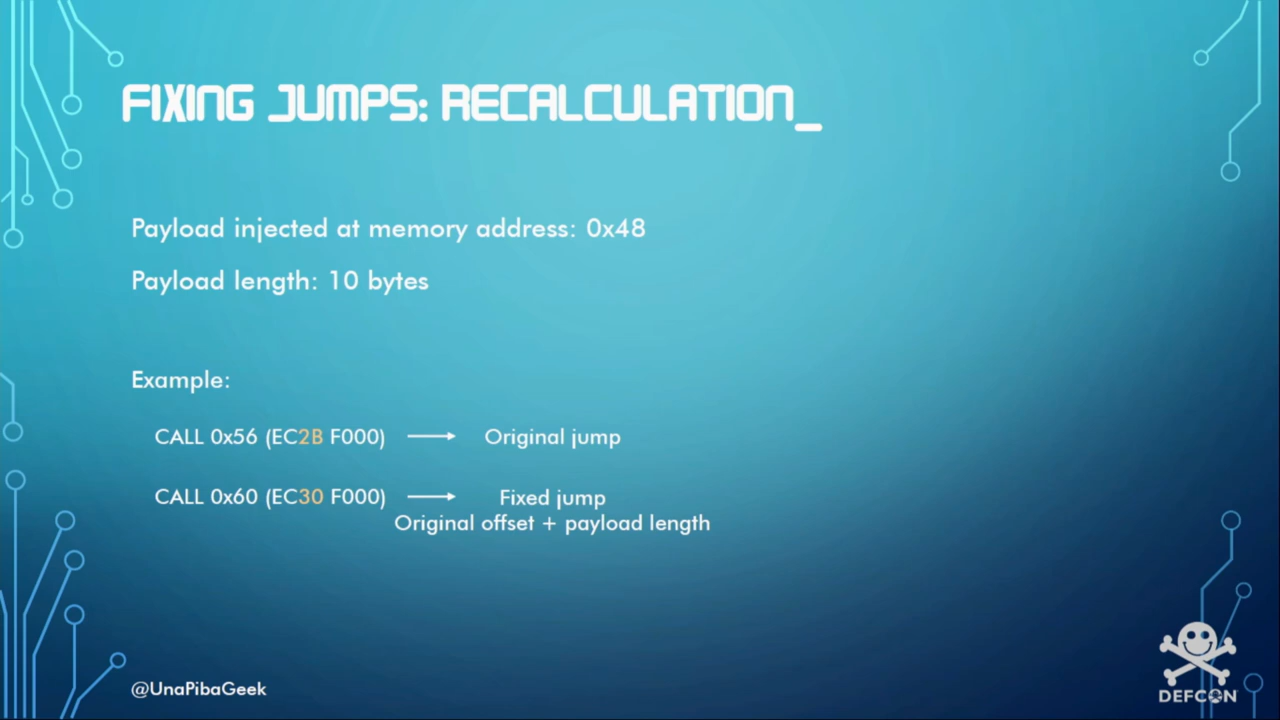 FIXING JUMPS: RECALCULATION_
Payload injected at memory address: 0x48
Payload length: 10 bytes
Example:
CALL 0x56 (EC2B F000) → Original jump
CALL 0x60 (EC30 F000) → Fixed jump
Original offset + payload length
@UnaPibaGeek
DEFCON